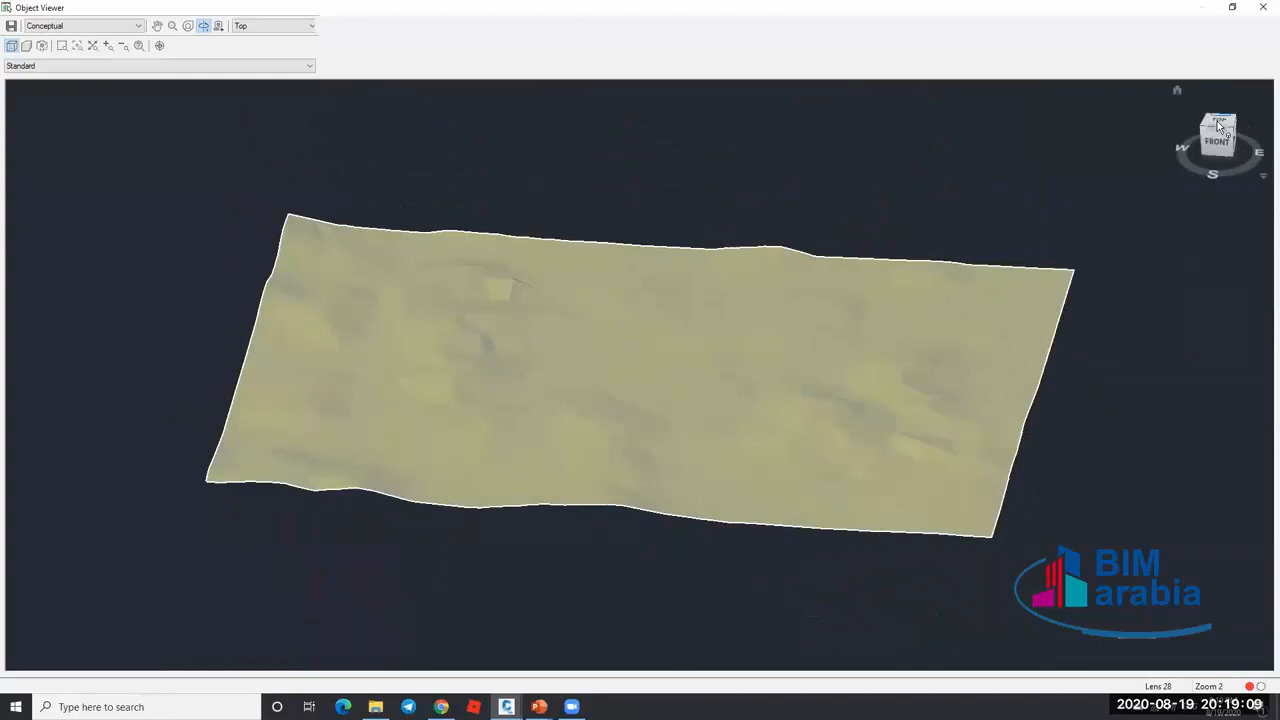 Object Viewer
Conceptual
Top
Standard
TOP
FRONT
W
E
S
BIM
arabia
Lens 28
Zoom 2
Type here to search
2020-08-19 20:19:09